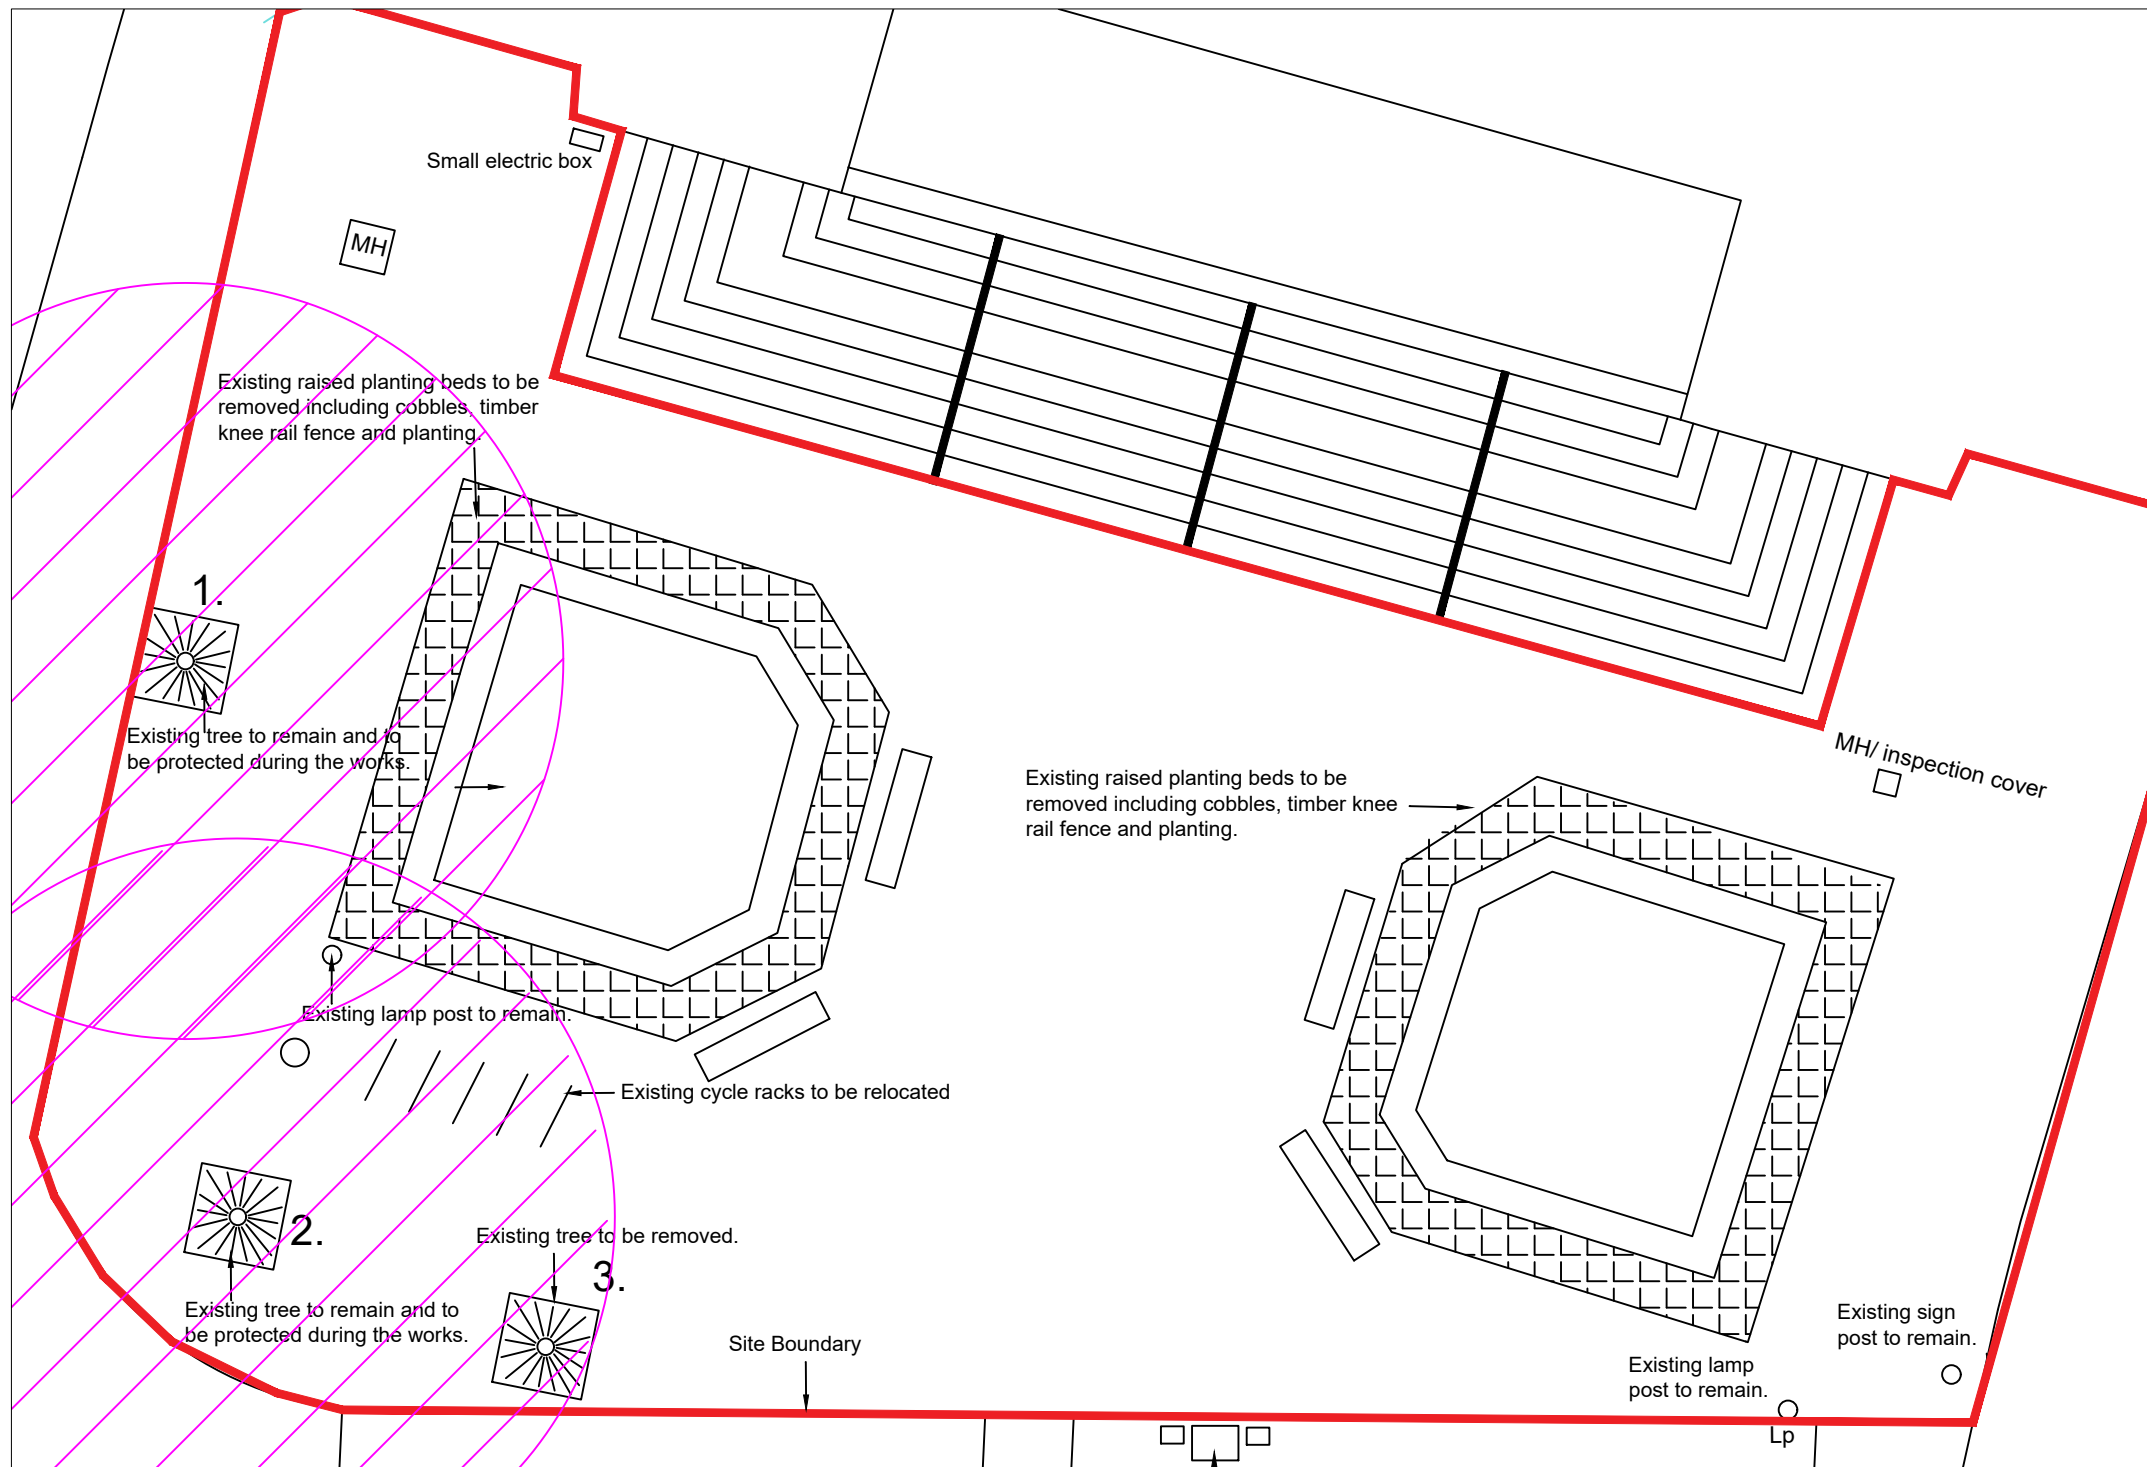 Small electric box
MH
Existing raised planting beds to be
removed including cobbles, timber
knee rail fence and planting.
1.
Existing tree to remain and to
be protected during the works.
MH/ inspection cover
Existing raised planting beds to be
removed including cobbles, timber knee
rail fence and planting.
Existing lamp post to remain.
Existing cycle racks to be relocated
2.
Existing tree to be removed.
3.
Existing tree to remain and to
be protected during the works.
Site Boundary
Existing sign
post to remain.
Existing lamp
post to remain.
Lp